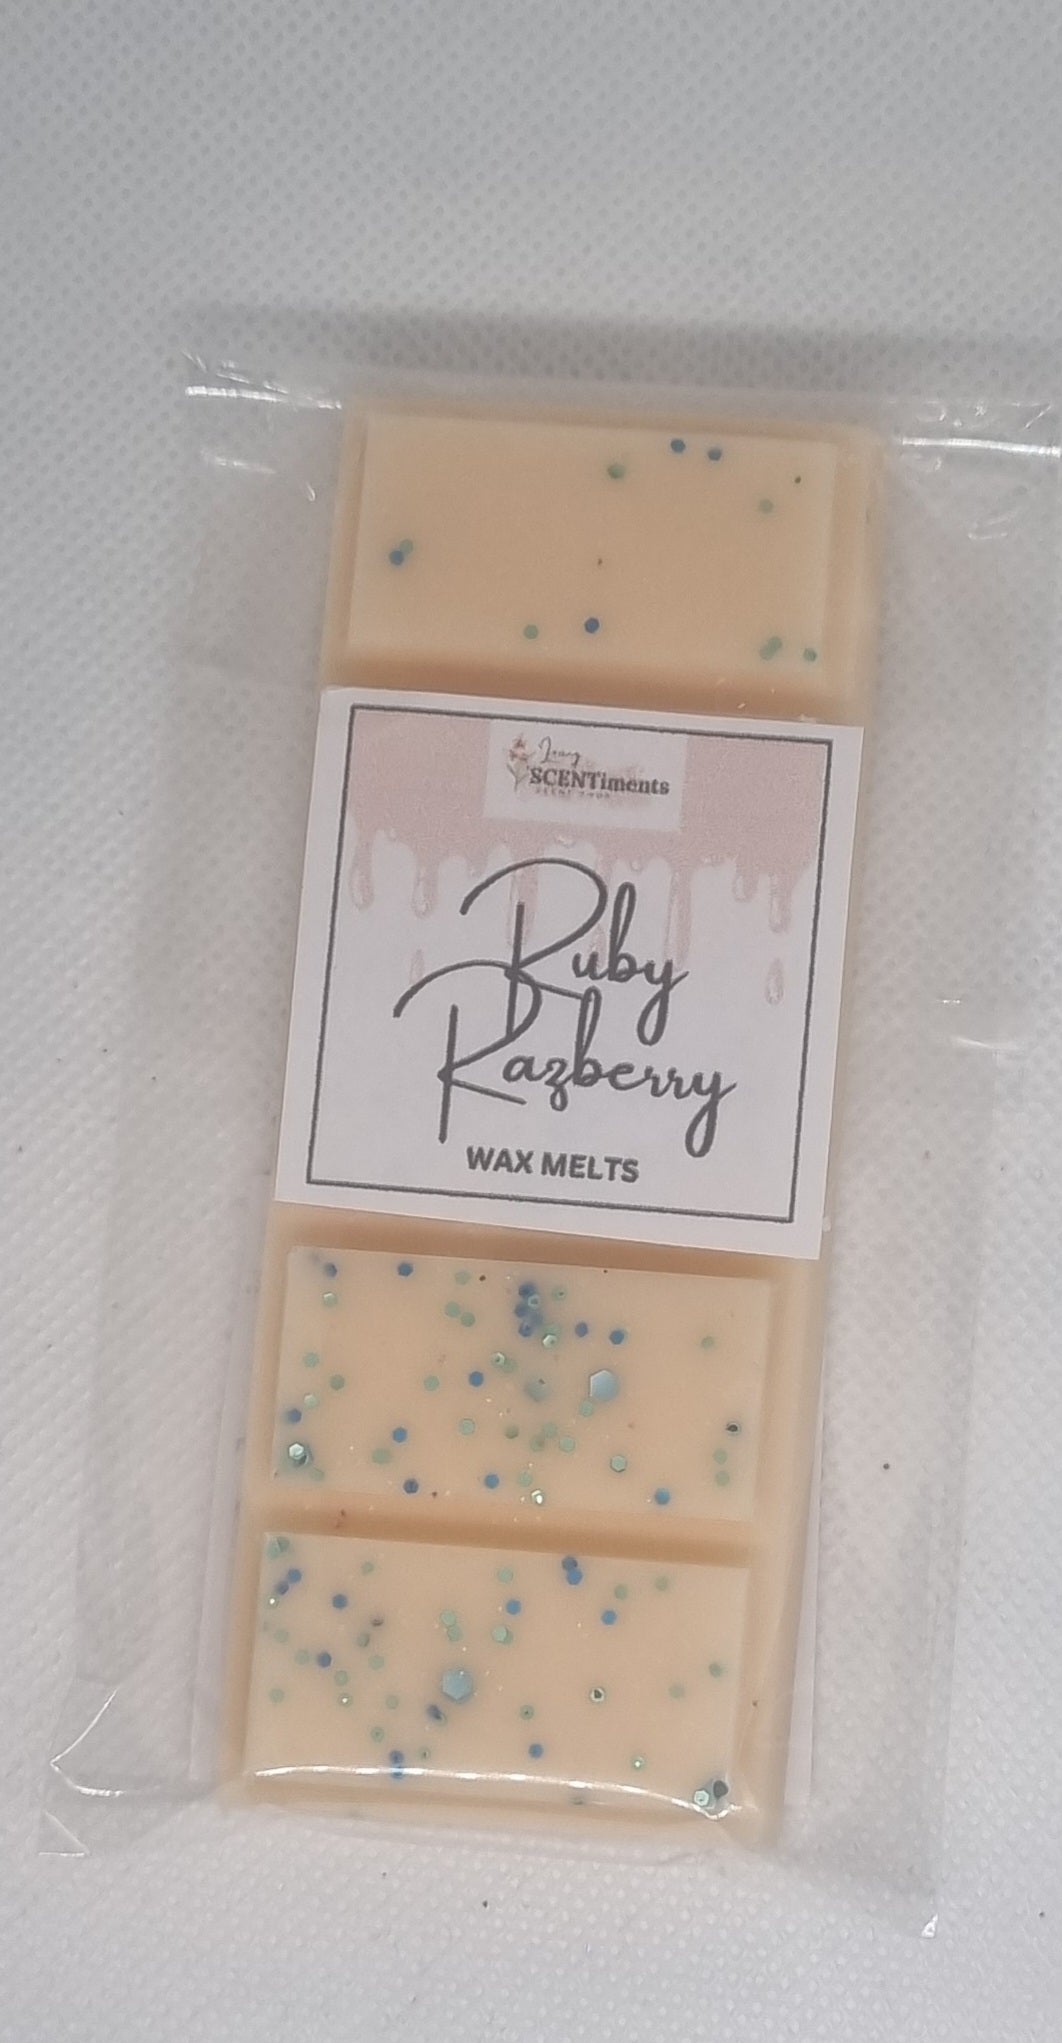 SCENTiments
Ruby
Razberry
WAX MELTS